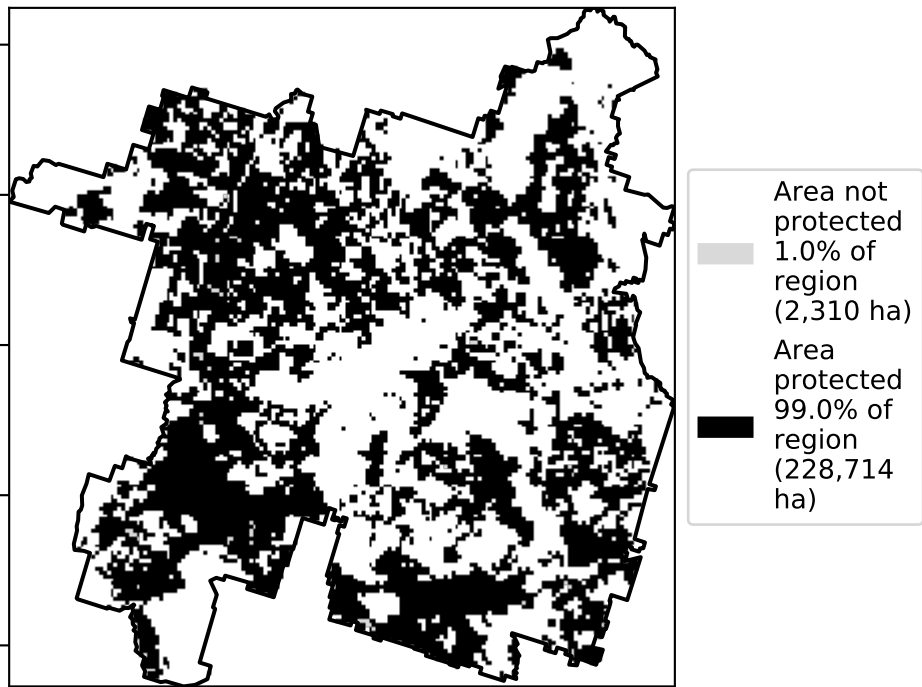 Area not
protected
1.0% of
region
(2,310 ha)
Area
protected
99.0% of
region
(228,714
ha)